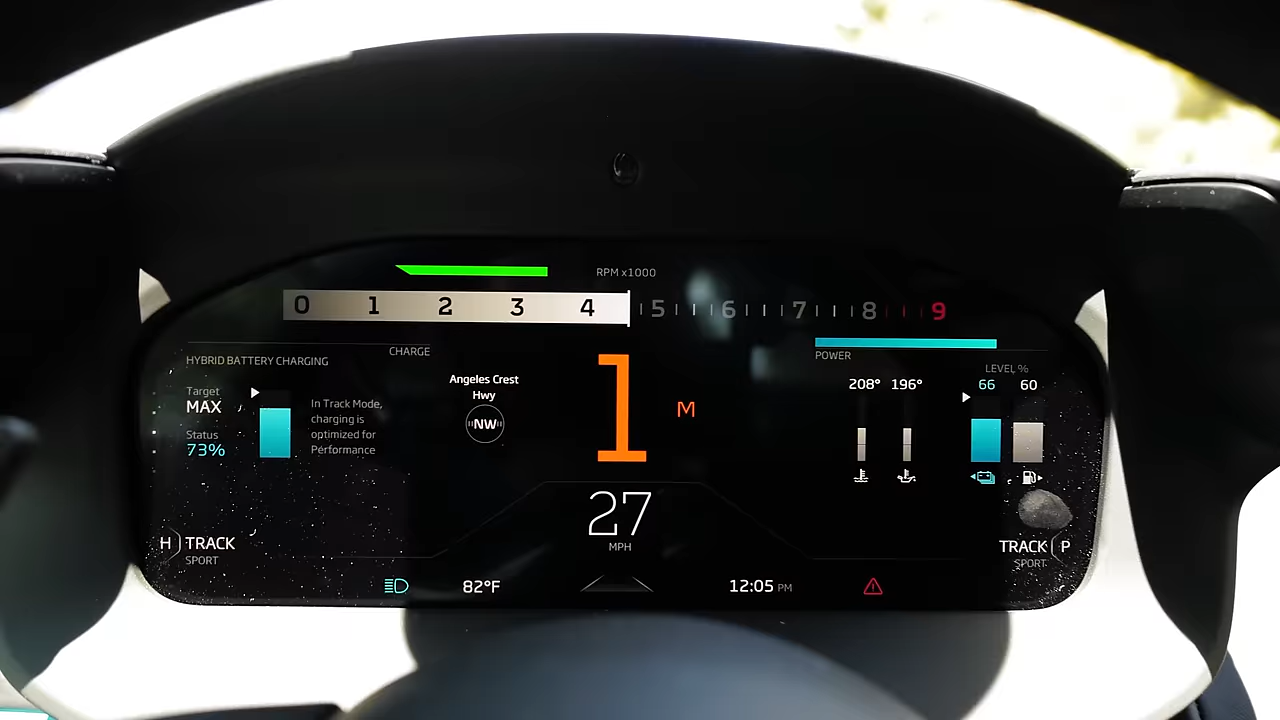 RPM x1000
0 1 2 3 4 5 6 7 8 9
HYBRID BATTERY CHARGING
CHARGE
Target
MAX
Status
73%
In Track Mode,
charging is
optimized for
Performance
Angeles Crest
Hwy
NW
1
M
27
MPH
POWER
LEVEL, %
208° 196°
66 60
H TRACK
SPORT
TRACK P
SPORT
82°F
12:05 PM